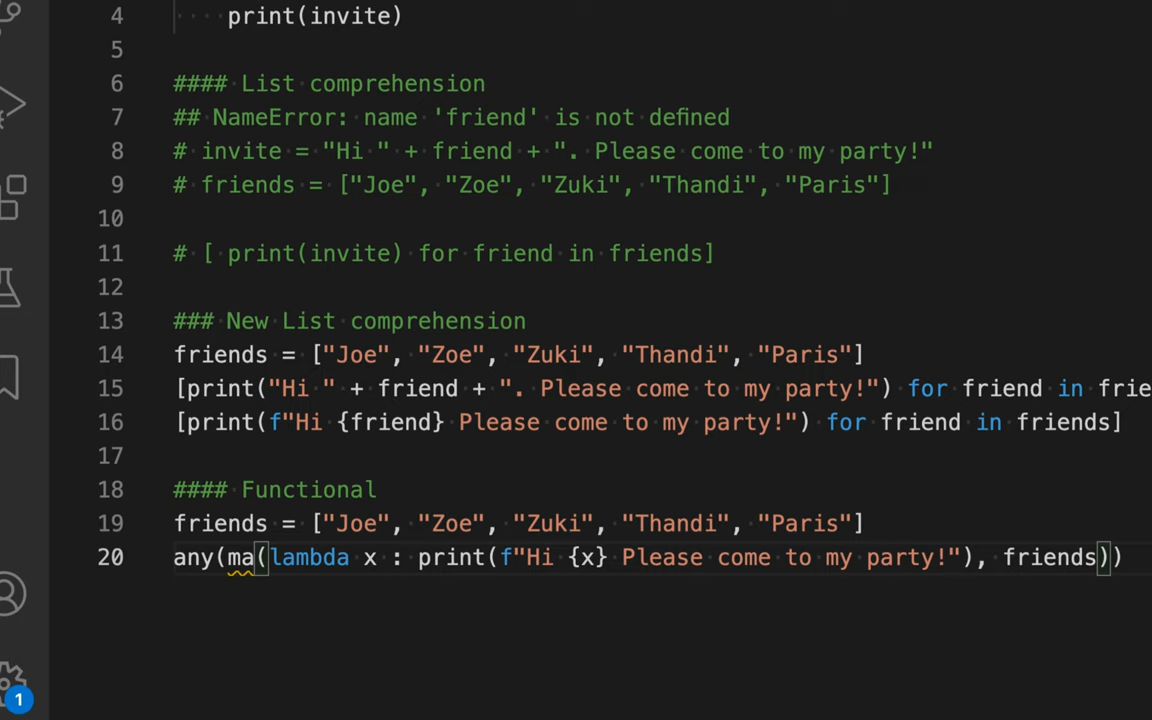 4 print(invite)
5
6 #### List comprehension
7 ## NameError: name 'friend' is not defined
8 # invite = "Hi " + friend + ". Please come to my party!"
9 # friends = ["Joe", "Zoe", "Zuki", "Thandi", "Paris"]
10
11 # [ print(invite) for friend in friends]
12
13 ### New List comprehension
14 friends = ["Joe", "Zoe", "Zuki", "Thandi", "Paris"]
15 [print("Hi " + friend + ". Please come to my party!") for friend in frie
16 [print(f"Hi {friend} Please come to my party!") for friend in friends]
17
18 #### Functional
19 friends = ["Joe", "Zoe", "Zuki", "Thandi", "Paris"]
20 any(ma(lambda x : print(f"Hi {x} Please come to my party!"), friends))
1